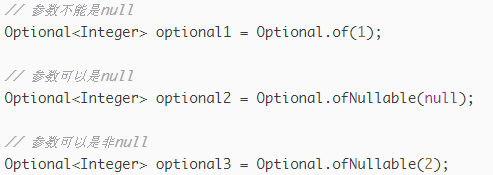 // 参数不能是null
Optional<Integer> optional1 = Optional.of(1);
// 参数可以是null
Optional<Integer> optional2 = Optional.ofNullable(null);
// 参数可以是非null
Optional<Integer> optional3 = Optional.ofNullable(2);